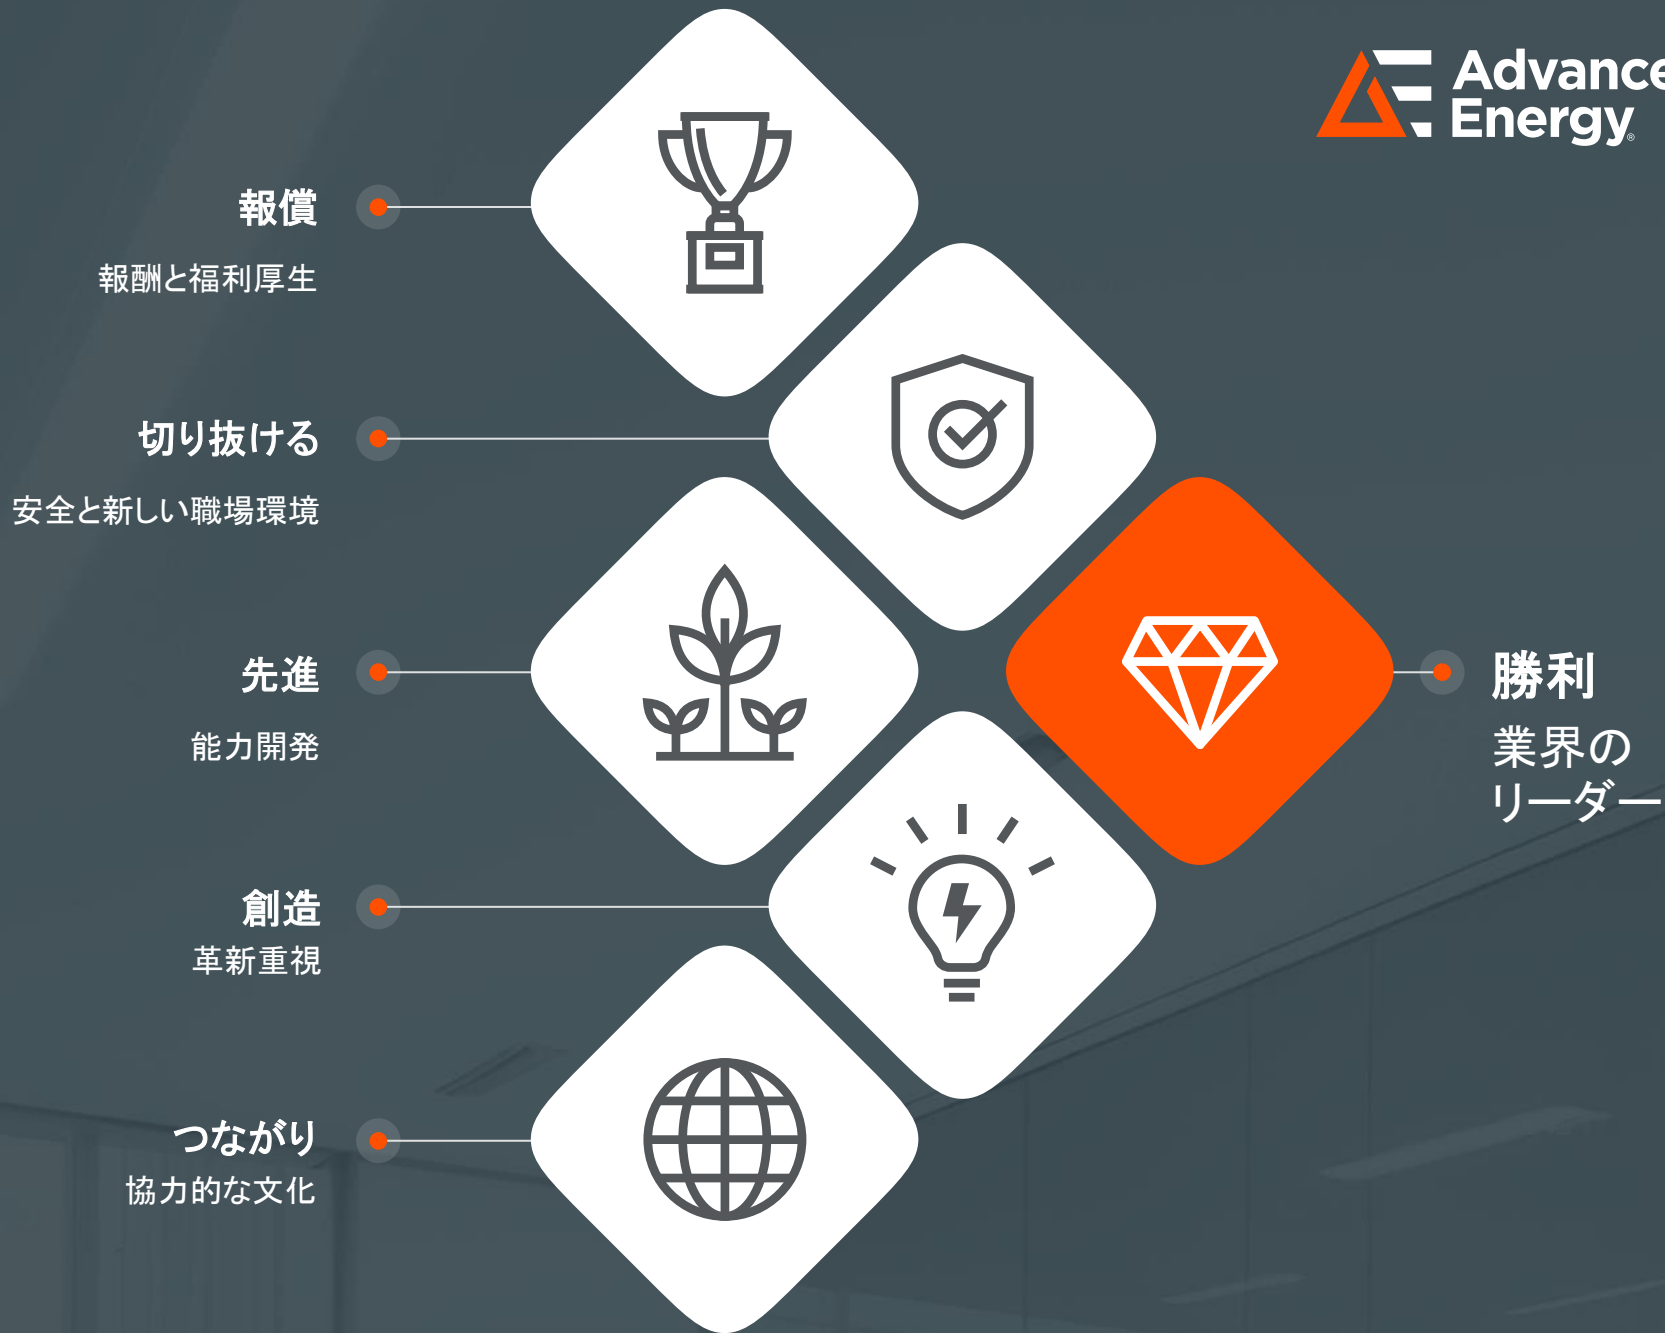 Advance
Energy®
報償
報酬と福利厚生
切り抜ける
安全と新しい職場環境
先進
能力開発
勝利
業界の
リーダー
創造
革新重視
つながり
協力的な文化